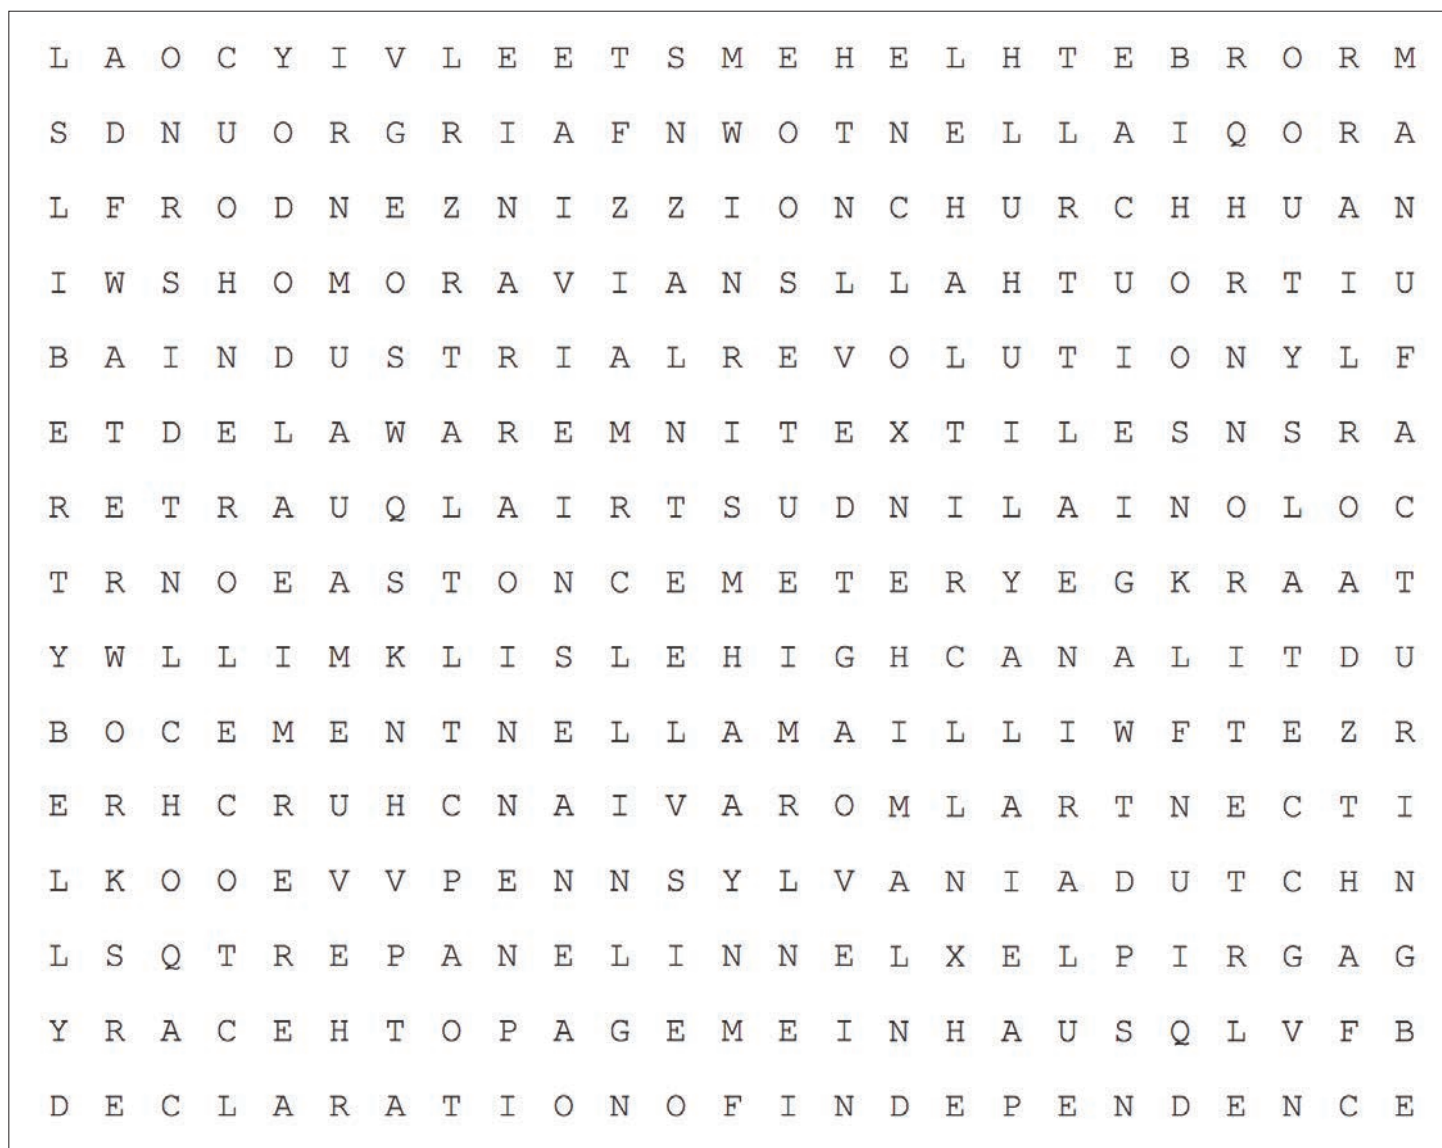 L A O C Y I V L E E T S M E H E L H T E B R O R M
S D N U O R G R I A F N W O T N E L L A I Q O R A
L F R O D N E Z N I Z Z I O N C H U R C H H U A N
I W S H O M O R A V I A N S L L A H T U O R T I U
B A I N D U S T R I A L R E V O L U T I O N Y L F
E T D E L A W A R E M N I T E X T I L E S N S R A
R E T R A U Q L A I R T S U D N I L A I N O L O C
T R N O E A S T O N C E M E T E R Y E G K R A A T
Y W L L I M K L I S L E H I G H C A N A L I T D U
B O C E M E N T N E L L A M A I L L I W F T E Z R
E R H C R U H C N A I V A R O M L A R T N E C T I
L K O O E V V P E N N S Y L V A N I A D U T C H N
L S Q T R E P A N E L I N N E L X E L P I R G A G
Y R A C E H T O P A G E M E I N H A U S Q L V F B
D E C L A R A T I O N O F I N D E P E N D E N C E